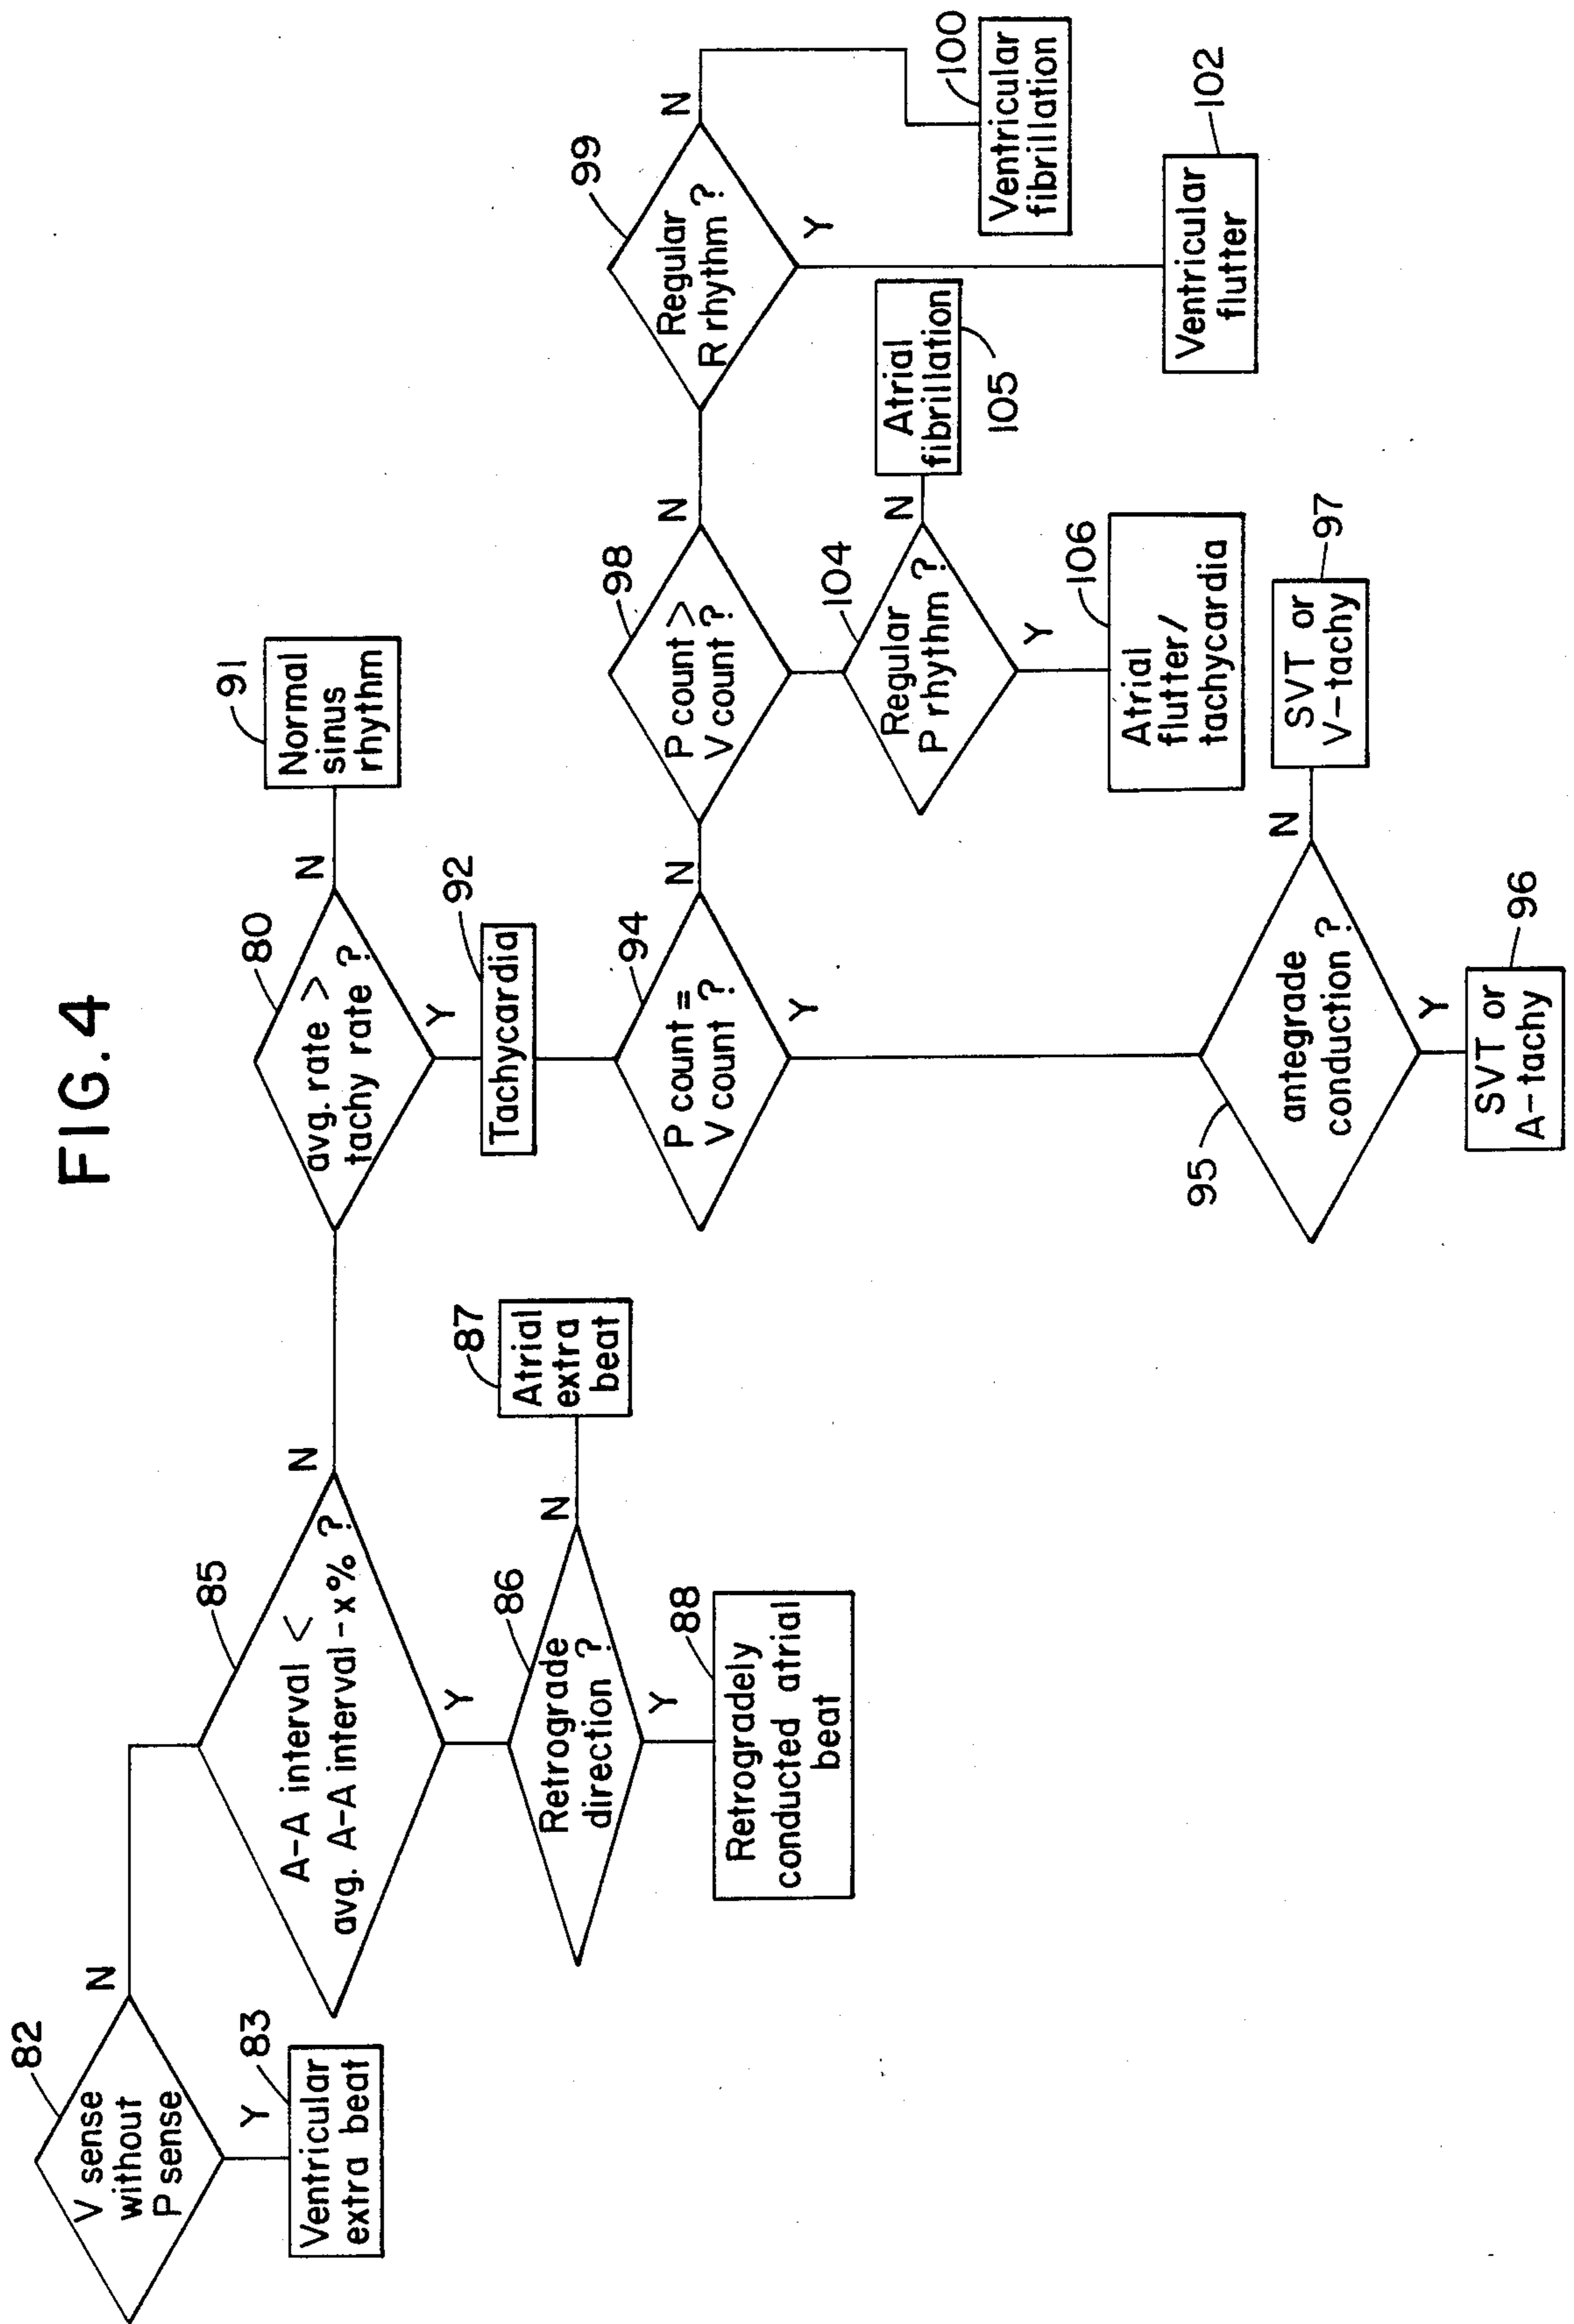 FIG. 4
82
V sense
without
P sense
N
Y
83
Ventricular
extra beat
85
A-A interval <
avg. A-A interval - x% ?
N
Y
86
Retrograde
direction ?
N
87
Atrial
extra
beat
Y
88
Retrogradely
conducted atrial
beat
80
avg. rate >
tachy rate ?
N
91
Normal
sinus
rhythm
Y
92
Tachycardia
94
P count =
V count ?
N
Y
98
P count >
V count ?
N
99
Regular
R rhythm ?
N
100
Ventricular
fibrillation
Y
102
Ventricular
flutter
104
Regular
P rhythm ?
N
Atrial
fibrillation
105
Y
106
Atrial
flutter/
tachycardia
95
antegrade
conduction ?
N
SVT or
V-tachy
97
Y
SVT or
A-tachy
96